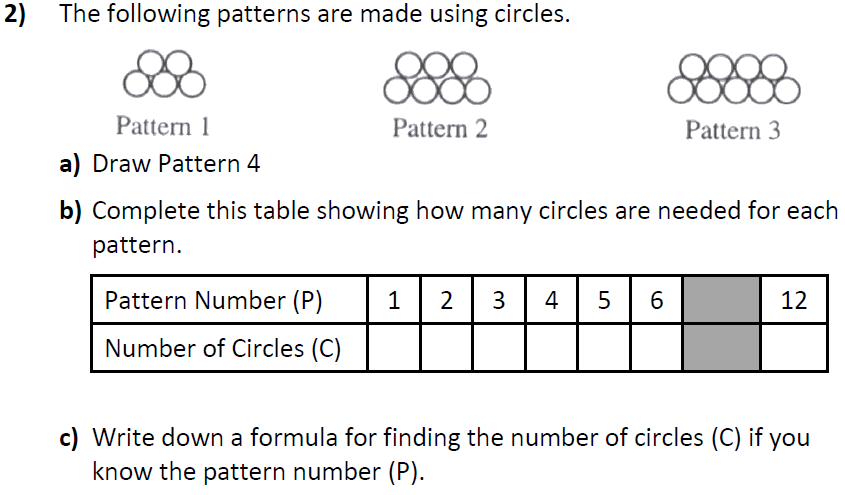 2) The following patterns are made using circles.
Pattern 1 Pattern 2 Pattern 3
a) Draw Pattern 4
b) Complete this table showing how many circles are needed for each
pattern.
Pattern Number (P) 1 2 3 4 5 6 12
Number of Circles (C)
c) Write down a formula for finding the number of circles (C) if you
know the pattern number (P).